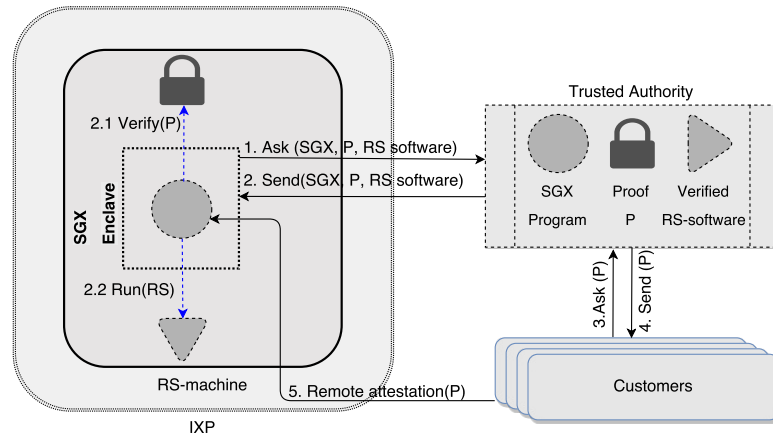 Trusted Authority
2.1 Verify(P)
1. Ask (SGX, P, RS software)
2. Send(SGX, P, RS software)
SGX
Enclave
SGX Proof Verified
Program P RS-software
2.2 Run(RS)
3.Ask (P)
4. Send (P)
RS-machine
5. Remote attestation(P)
Customers
IXP